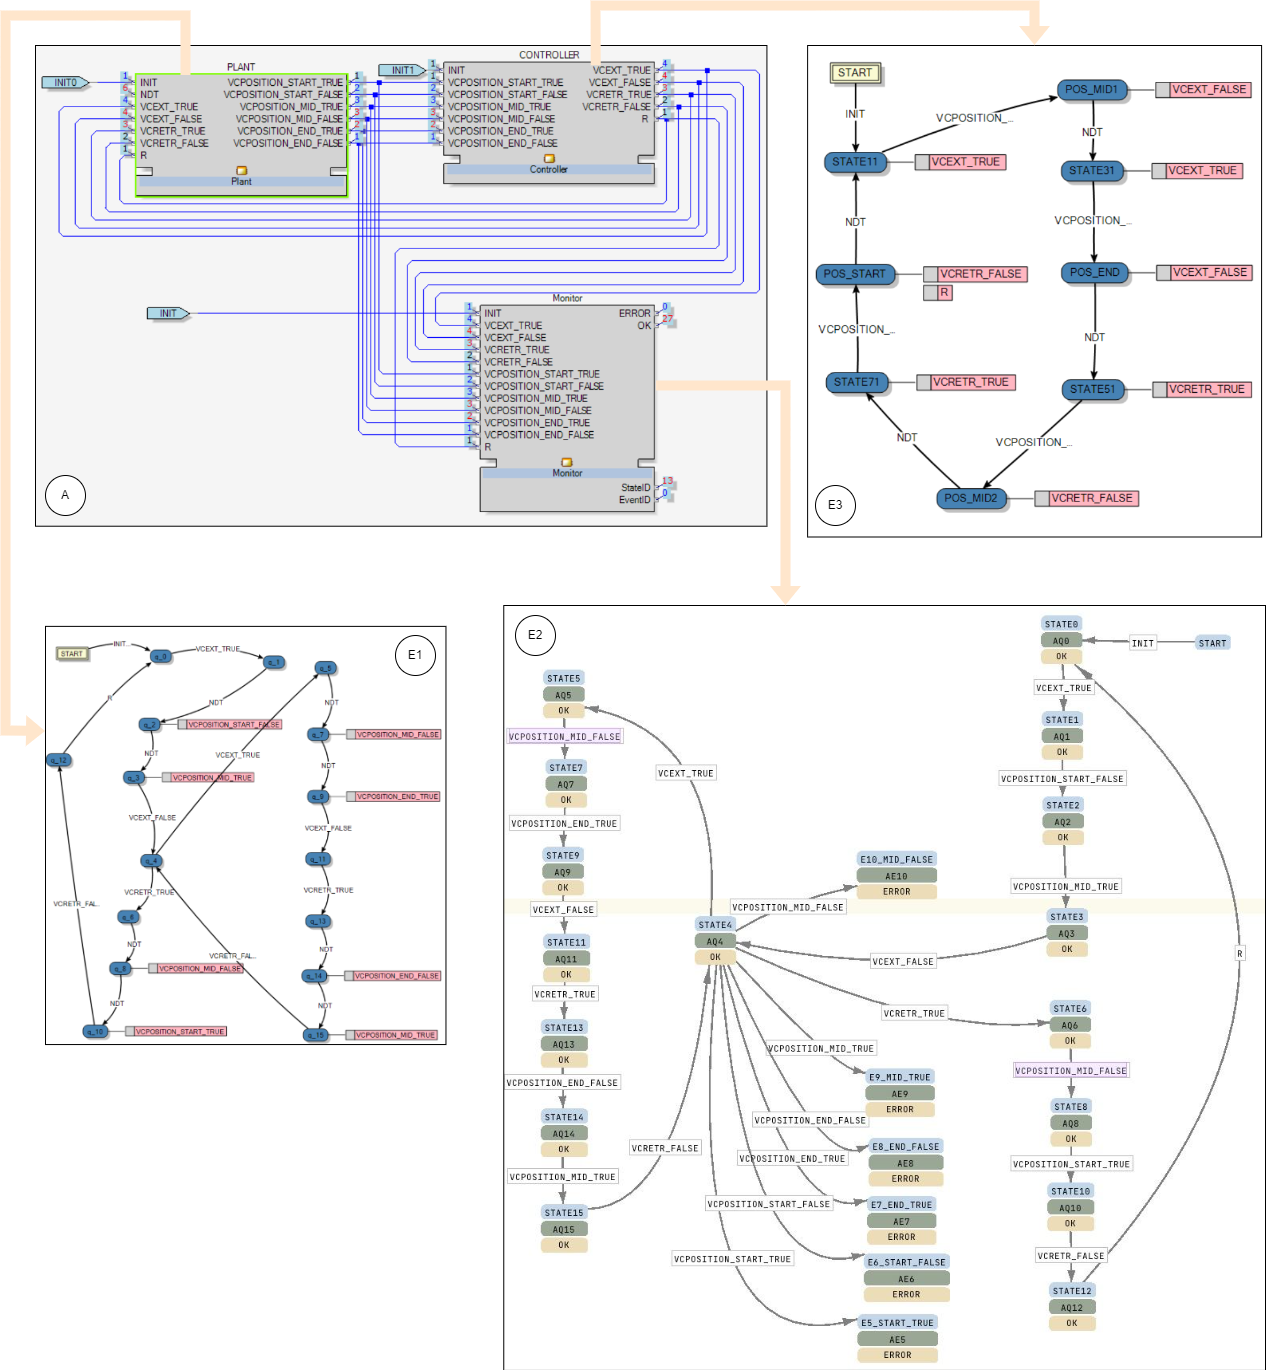 PLANT
CONTROLLER
INIT0
INIT
NDT
VCEXT_TRUE
VCEXT_FALSE
VCRETR_TRUE
VCRETR_FALSE
R
VCPOSITION_START_TRUE
VCPOSITION_START_FALSE
VCPOSITION_MID_TRUE
VCPOSITION_MID_FALSE
VCPOSITION_END_TRUE
VCPOSITION_END_FALSE
Plant
INIT1
INIT
VCPOSITION_START_TRUE
VCPOSITION_START_FALSE
VCPOSITION_MID_TRUE
VCPOSITION_MID_FALSE
VCPOSITION_END_TRUE
VCPOSITION_END_FALSE
VCEXT_TRUE
VCEXT_FALSE
VCRETR_TRUE
VCRETR_FALSE
R
Controller
INIT
Monitor
INIT
VCEXT_TRUE
VCEXT_FALSE
VCRETR_TRUE
VCRETR_FALSE
VCPOSITION_START_TRUE
VCPOSITION_START_FALSE
VCPOSITION_MID_TRUE
VCPOSITION_MID_FALSE
VCPOSITION_END_TRUE
VCPOSITION_END_FALSE
R
ERROR 0
OK 27
Monitor
StateID 13
EventID 0
A
START
INIT
STATE11
VCEXT_TRUE
VCPOSITION_...
POS_MID1
VCEXT_FALSE
NDT
STATE31
VCEXT_TRUE
VCPOSITION_...
POS_END
VCEXT_FALSE
NDT
STATE51
VCRETR_TRUE
VCPOSITION_...
POS_MID2
VCRETR_FALSE
NDT
STATE71
VCRETR_TRUE
VCPOSITION_...
POS_START
VCRETR_FALSE
R
NDT
E3
E1
START
INIT...
q_0
VCEXT_TRUE
q_1
NDT
q_2
VCPOSITION_START_FALSE
NDT
q_3
VCPOSITION_MID_TRUE
VCEXT_FALSE
q_4
VCEXT_TRUE
q_5
NDT
q_7
VCPOSITION_MID_FALSE
NDT
q_9
VCPOSITION_END_TRUE
VCEXT_FALSE
q_11
VCRETR_TRUE
q_13
NDT
q_14
VCPOSITION_END_FALSE
NDT
q_15
VCPOSITION_MID_TRUE
VCRETR_FAL...
VCRETR_TRUE
q_6
NDT
q_8
VCPOSITION_MID_FALSE
NDT
q_10
VCPOSITION_START_TRUE
VCRETR_FAL...
q_12
R
E2
START
INIT
STATE0
AQ0
OK
VCEXT_TRUE
STATE1
AQ1
OK
VCPOSITION_START_FALSE
STATE2
AQ2
OK
VCPOSITION_MID_TRUE
STATE3
AQ3
OK
VCEXT_FALSE
STATE4
AQ4
OK
VCEXT_TRUE
STATE5
AQ5
OK
VCPOSITION_MID_FALSE
STATE7
AQ7
OK
VCPOSITION_END_TRUE
STATE9
AQ9
OK
VCEXT_FALSE
STATE11
AQ11
OK
VCRETR_TRUE
STATE13
AQ13
OK
VCPOSITION_END_FALSE
STATE14
AQ14
OK
VCPOSITION_MID_TRUE
STATE15
AQ15
OK
VCRETR_FALSE
VCPOSITION_MID_FALSE
E10_MID_FALSE
AE10
ERROR
VCPOSITION_MID_TRUE
E9_MID_TRUE
AE9
ERROR
VCPOSITION_END_FALSE
E8_END_FALSE
AE8
ERROR
VCPOSITION_END_TRUE
E7_END_TRUE
AE7
ERROR
VCPOSITION_START_FALSE
E6_START_FALSE
AE6
ERROR
VCPOSITION_START_TRUE
E5_START_TRUE
AE5
ERROR
VCRETR_TRUE
STATE6
AQ6
OK
VCPOSITION_MID_FALSE
STATE8
AQ8
OK
VCPOSITION_START_TRUE
STATE10
AQ10
OK
VCRETR_FALSE
STATE12
AQ12
OK
R